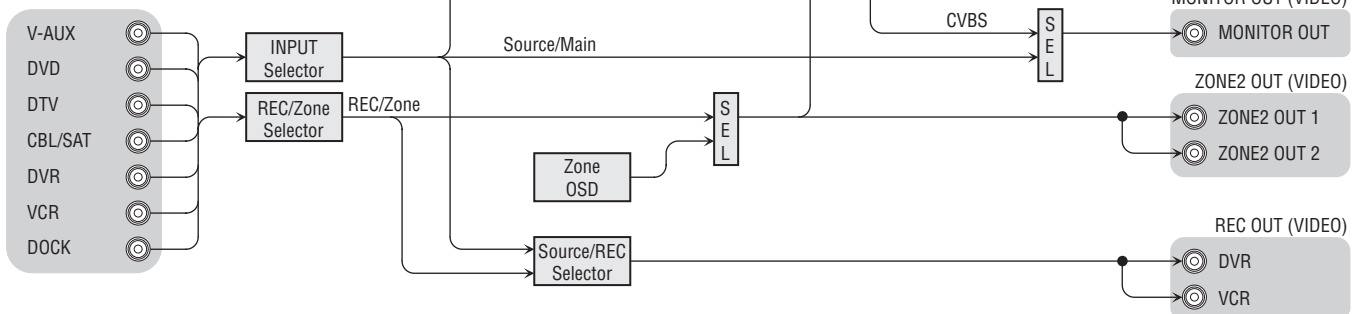 MONITOR OUT (VIDEO)
V-AUX
DVD
DTV
CBL/SAT
DVR
VCR
DOCK
INPUT
Selector
REC/Zone
Selector
Source/Main
REC/Zone
CVBS
SEL
SEL
Zone
OSD
Source/REC
Selector
MONITOR OUT
ZONE2 OUT (VIDEO)
ZONE2 OUT 1
ZONE2 OUT 2
REC OUT (VIDEO)
DVR
VCR